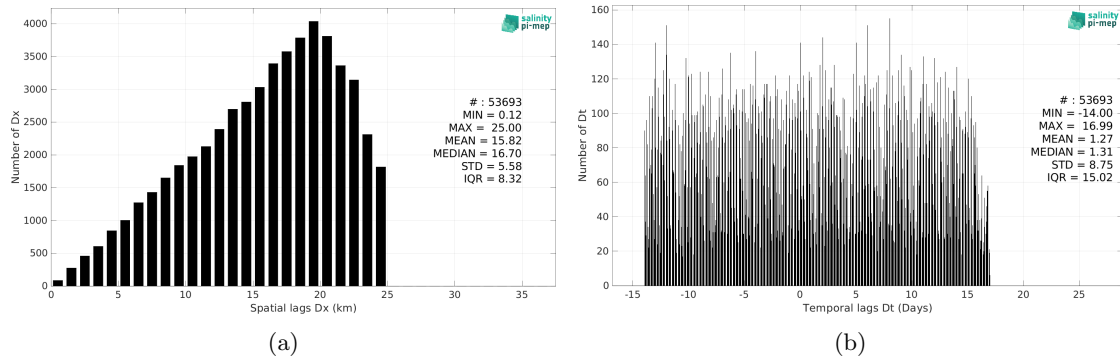 salinity
pi-mep
Number of Dx
4000
3500
3000
2500
2000
1500
1000
500
0
# : 53693
MIN = 0.12
MAX = 25.00
MEAN = 15.82
MEDIAN = 16.70
STD = 5.58
IQR = 8.32
0 5 10 15 20 25 30 35
Spatial lags Dx (km)
(a)
salinity
pi-mep
Number of Dt
160
140
120
100
80
60
40
20
0
# : 53693
MIN = -14.00
MAX = 16.99
MEAN = 1.27
MEDIAN = 1.31
STD = 8.75
IQR = 15.02
-15 -10 -5 0 5 10 15 20 25
Temporal lags Dt (Days)
(b)